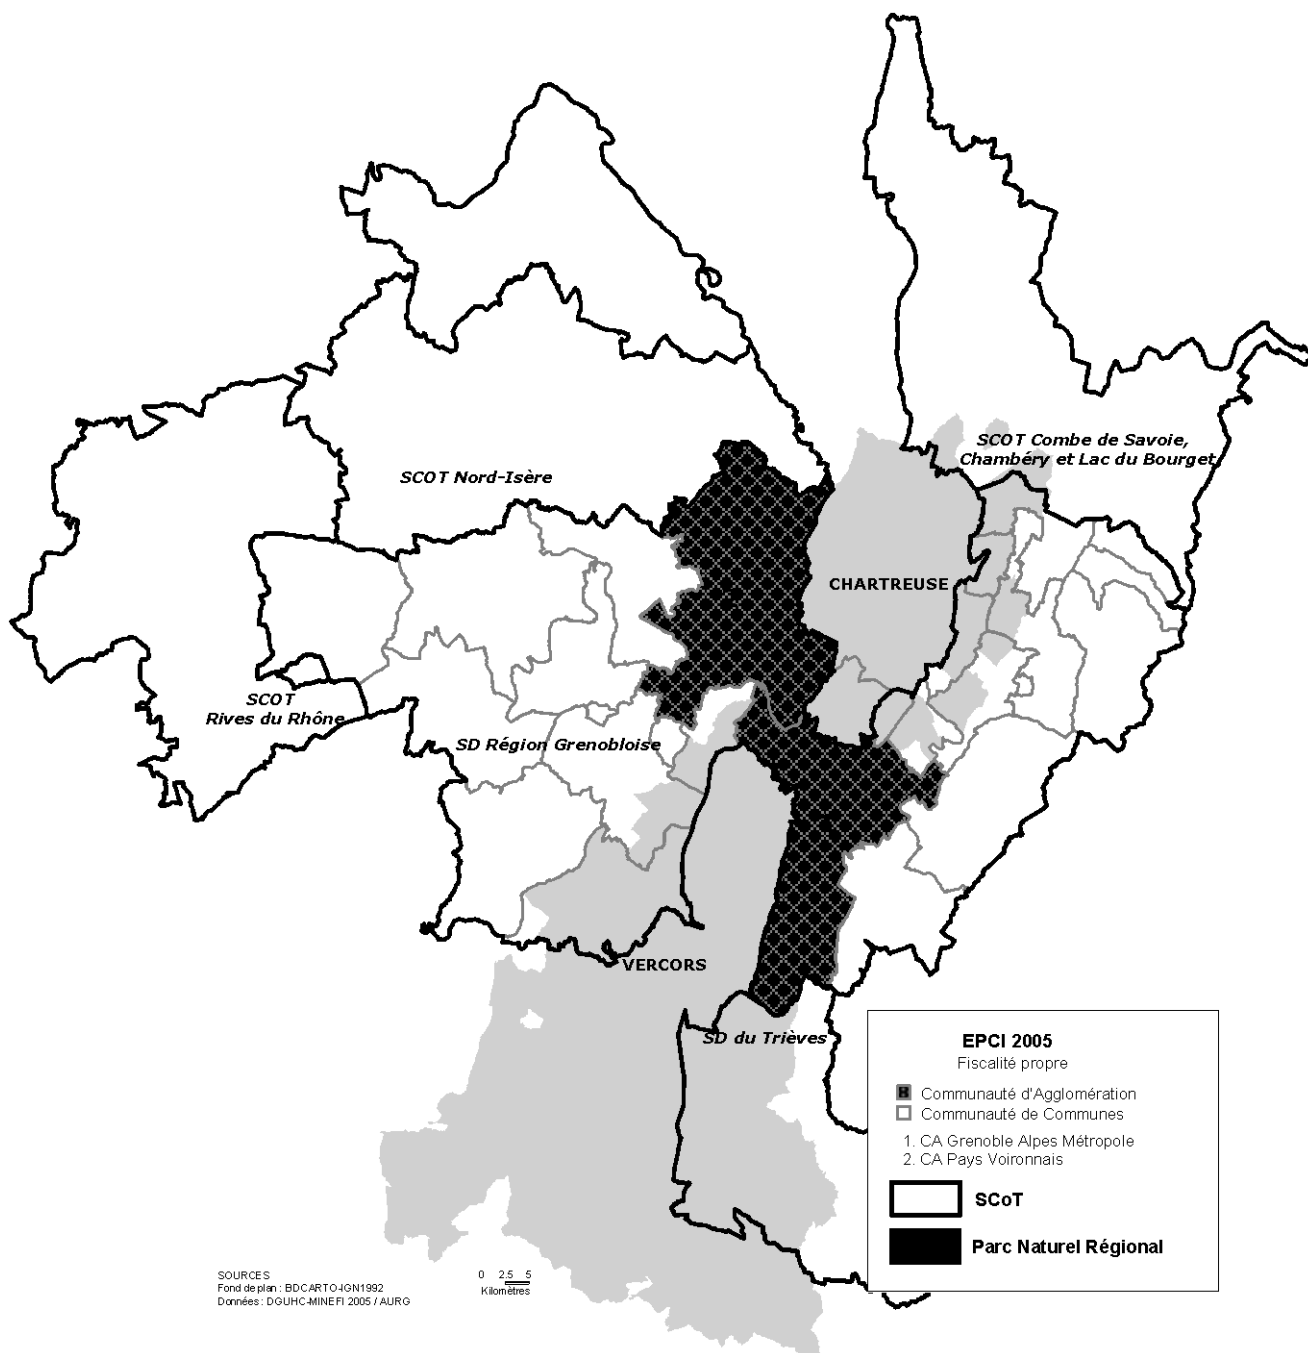 SCOT Combe de Savoie,
Chambéry et Lac du Bourget
SCOT Nord-Isère
CHARTREUSE
SCOT
Rives du Rhône
SD Région Grenobloise
VERCORS
SD du Trièves
EPCI 2005
Fiscalité propre
Communauté d'Agglomération
Communauté de Communes
1. CA Grenoble Alpes Métropole
2. CA Pays Voironnais
SCoT
Parc Naturel Régional
SOURCES
Fond de plan : BDCARTO-IGN1992
Données : DGUHC-MINEFI 2005 / AURG
0 2.5 5
Kilomètres